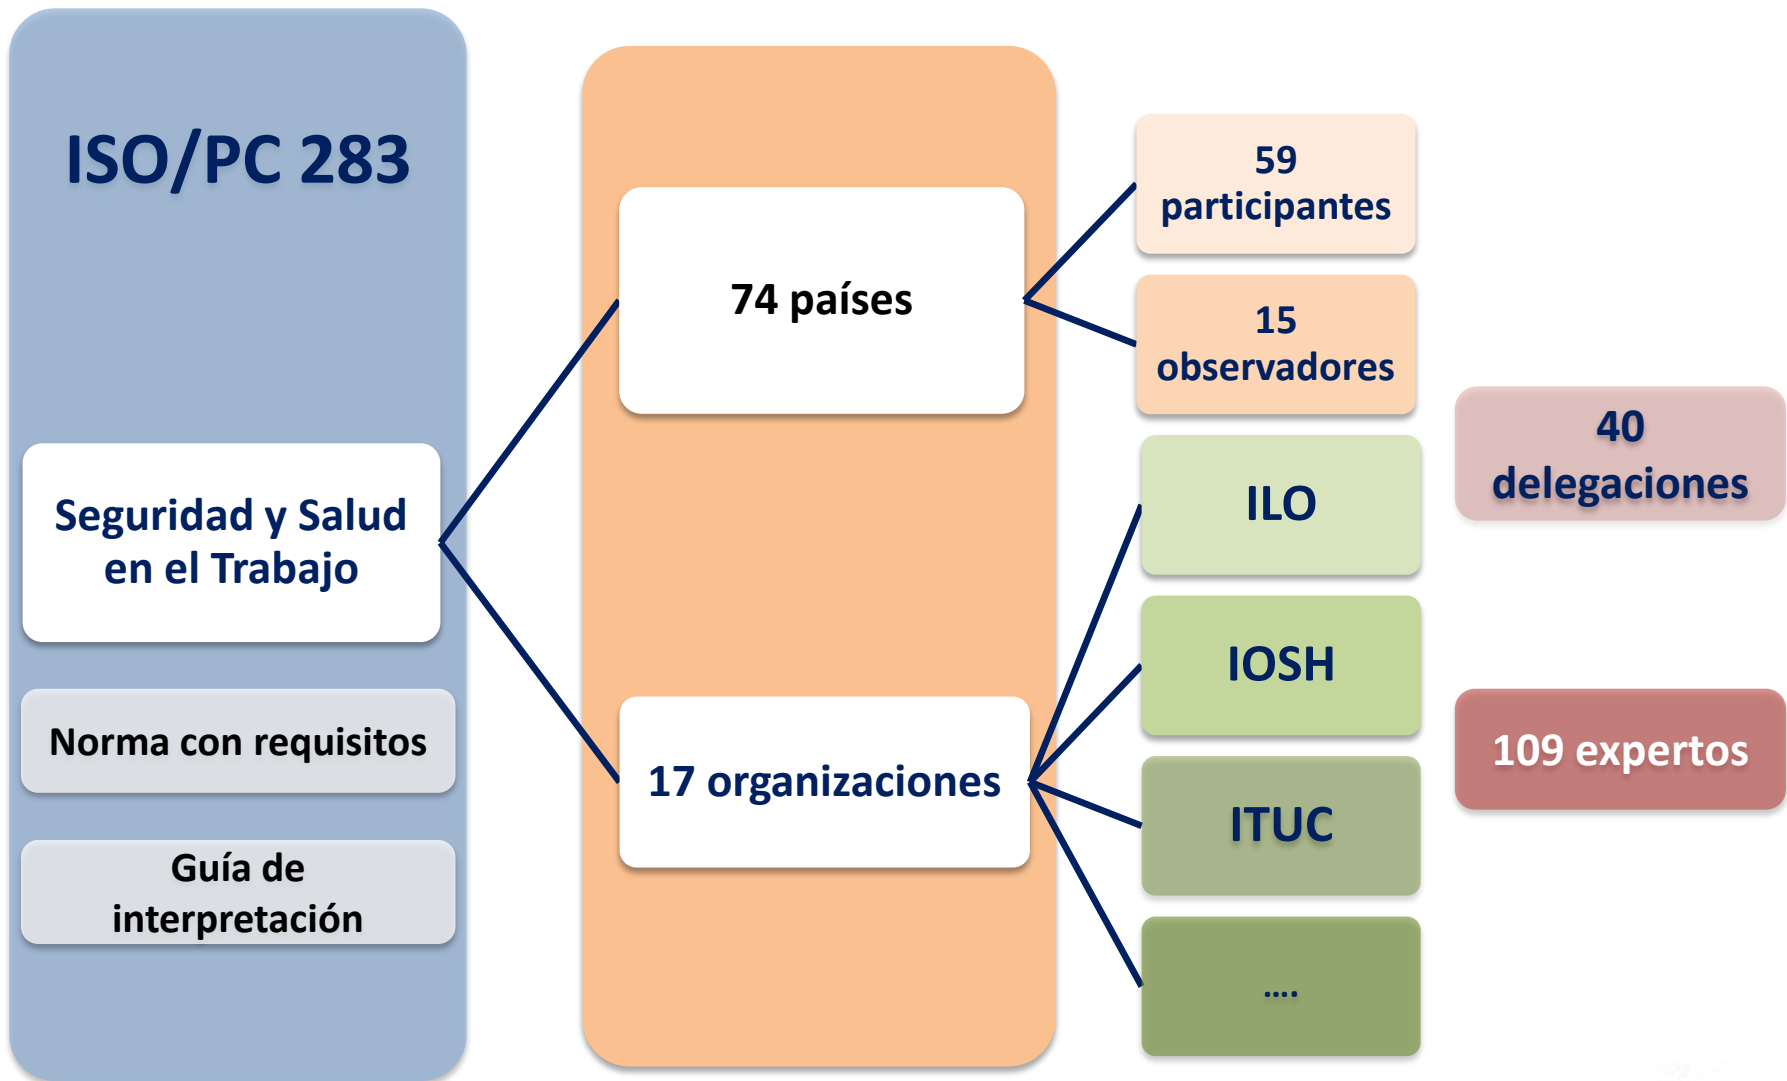 ISO/PC 283
Seguridad y Salud
en el Trabajo
Norma con requisitos
Guía de
interpretación
74 países
17 organizaciones
59
participantes
15
observadores
ILO
IOSH
ITUC
....
40
delegaciones
109 expertos